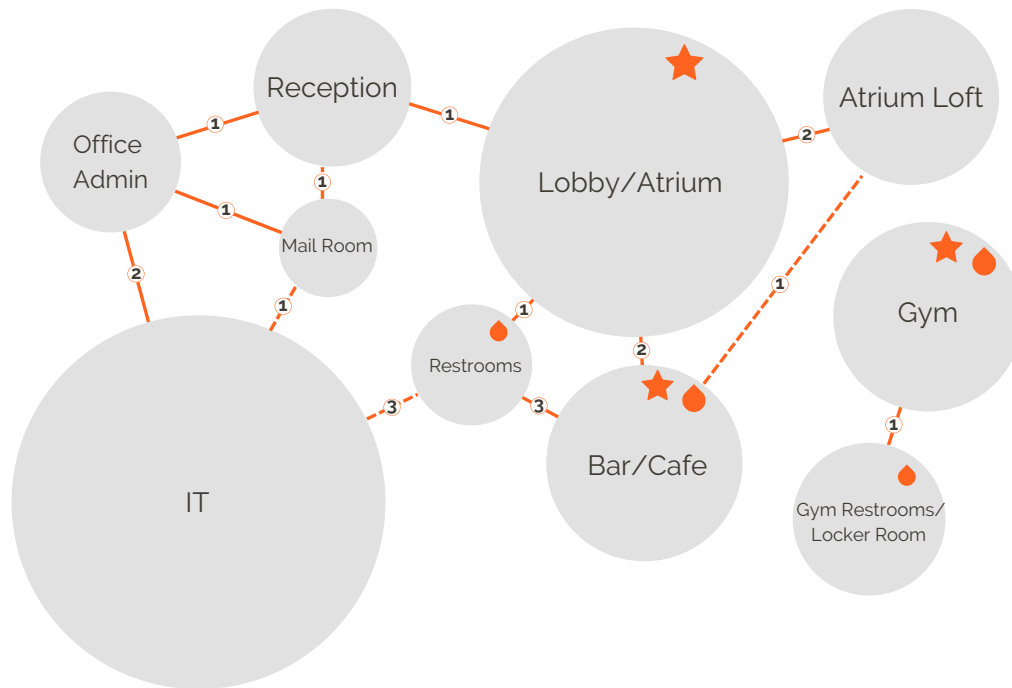 Reception
Atrium Loft
Office
Admin
1
1
2
Lobby/Atrium
1
1
Mail Room
2
1
1
1
Gym
Restrooms
2
3
3
1
Bar/Cafe
IT
Gym Restrooms/
Locker Room